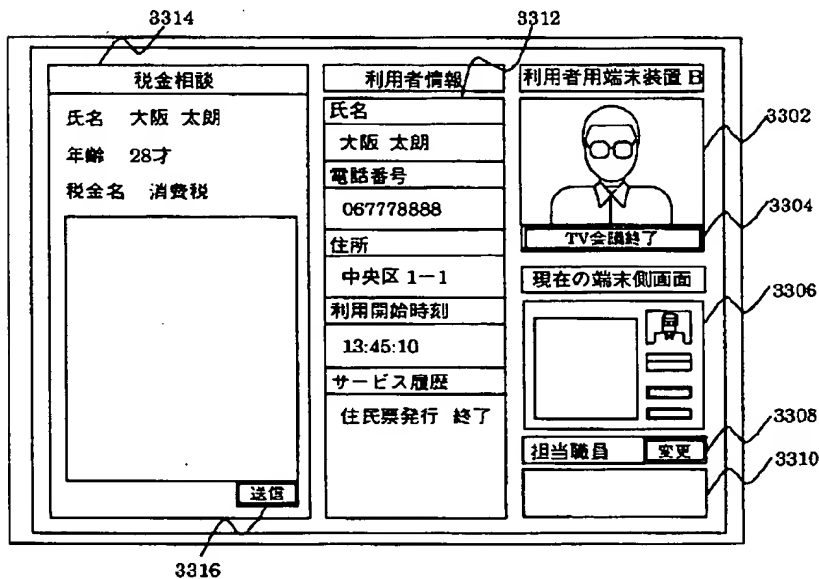 3314
3312
税金相談
氏名 大阪 太朗
年齢 28才
税金名 消費税
送信
3316
利用者情報
氏名
大阪 太朗
電話番号
067778888
住所
中央区 1－1
利用開始時刻
13:45:10
サービス履歴
住民票発行 終了
利用者用端末装置 B
3302
TV会議終了
3304
現在の端末側画面
3306
担当職員 変更
3308
3310